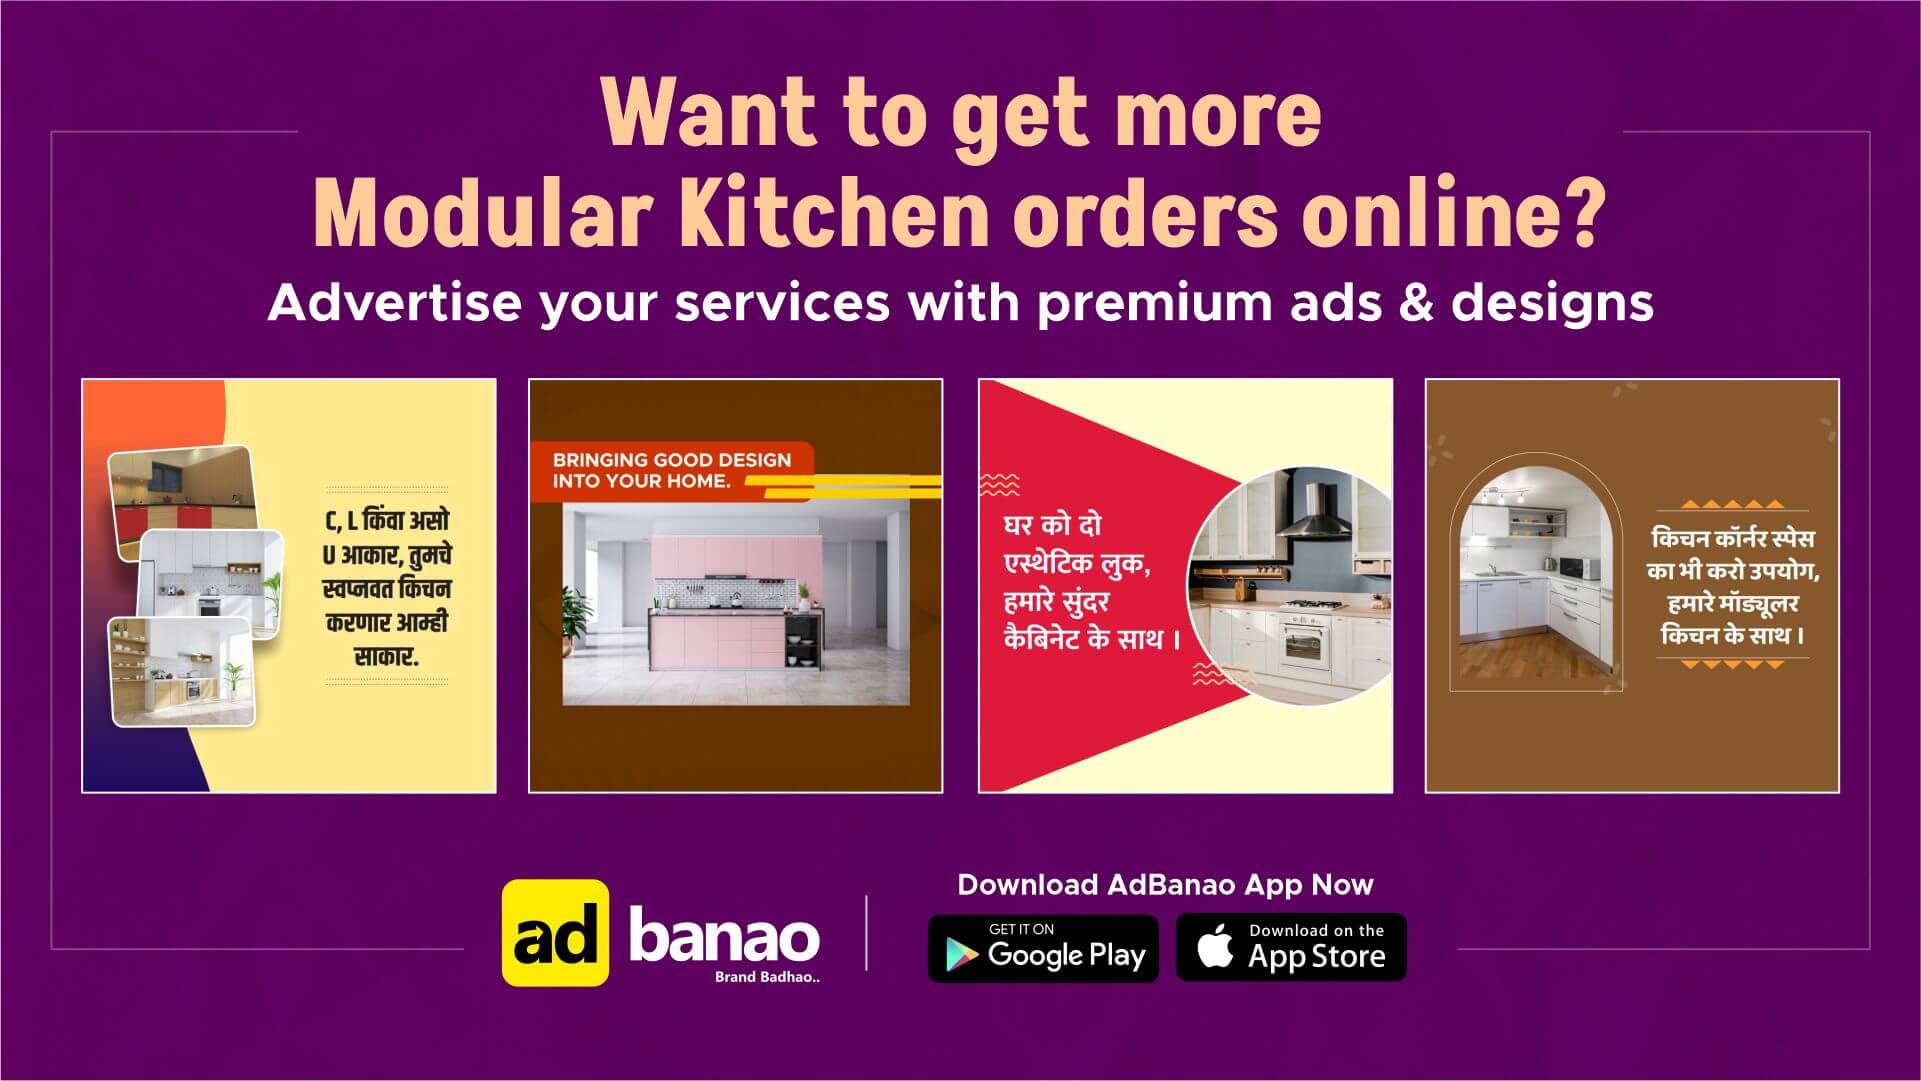 Want to get more
Modular Kitchen orders online?
Advertise your services with premium ads & designs
C, L किंवा असो
U आकार, तुमचे
स्वप्नवत किचन
करणार आम्ही
साकार.
BRINGING GOOD DESIGN
INTO YOUR HOME.
घर को दो
एस्थेटिक लुक,
हमारे सुंदर
कैबिनेट के साथ ।
किचन कॉर्नर स्पेस
का भी करो उपयोग,
हमारे मॉड्यूलर
किचन के साथ ।
ad banao
Brand Badhao..
Download AdBanao App Now
GET IT ON
Google Play
Download on the
App Store